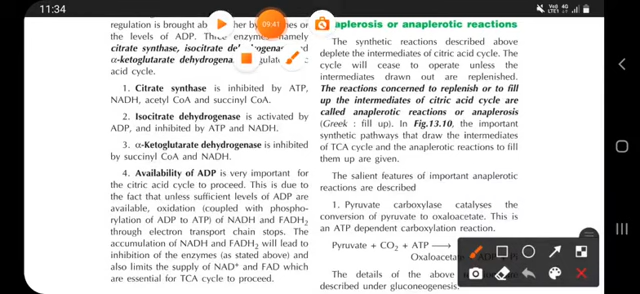 11:34
regulation is brought ab her by es or
the levels of ADP. Three enzymes namely
citrate synthase, isocitrate dehydrogenase and
α-ketoglutarate dehydrogena gulat
acid cycle.
1. Citrate synthase is inhibited by ATP,
NADH, acetyl CoA and succinyl CoA.
2. Isocitrate dehydrogenase is activated by
ADP, and inhibited by ATP and NADH.
3. α-Ketoglutarate dehydrogenase is inhibited
by succinyl CoA and NADH.
4. Availability of ADP is very important for
the citric acid cycle to proceed. This is due to
the fact that unless sufficient levels of ADP are
available, oxidation (coupled with phospho-
rylation of ADP to ATP) of NADH and FADH2
through electron transport chain stops. The
accumulation of NADH and FADH2 will lead to
inhibition of the enzymes (as stated above) and
also limits the supply of NAD+ and FAD which
are essential for TCA cycle to proceed.
09:41
aplerosis or anaplerotic reactions
The synthetic reactions described above
deplete the intermediates of citric acid cycle. The
cycle will cease to operate unless the
intermediates drawn out are replenished.
The reactions concerned to replenish or to fill
up the intermediates of citric acid cycle are
called anaplerotic reactions or anaplerosis
(Greek : fill up). In Fig.13.10, the important
synthetic pathways that draw the intermediates
of TCA cycle and the anaplerotic reactions to fill
them up are given.
The salient features of important anaplerotic
reactions are described
1. Pyruvate carboxylase catalyses the
conversion of pyruvate to oxaloacetate. This is
an ATP dependent carboxylation reaction.
Pyruvate + CO2 + ATP ⟶
Oxaloacetate
The details of the above
described under gluconeogenesis.